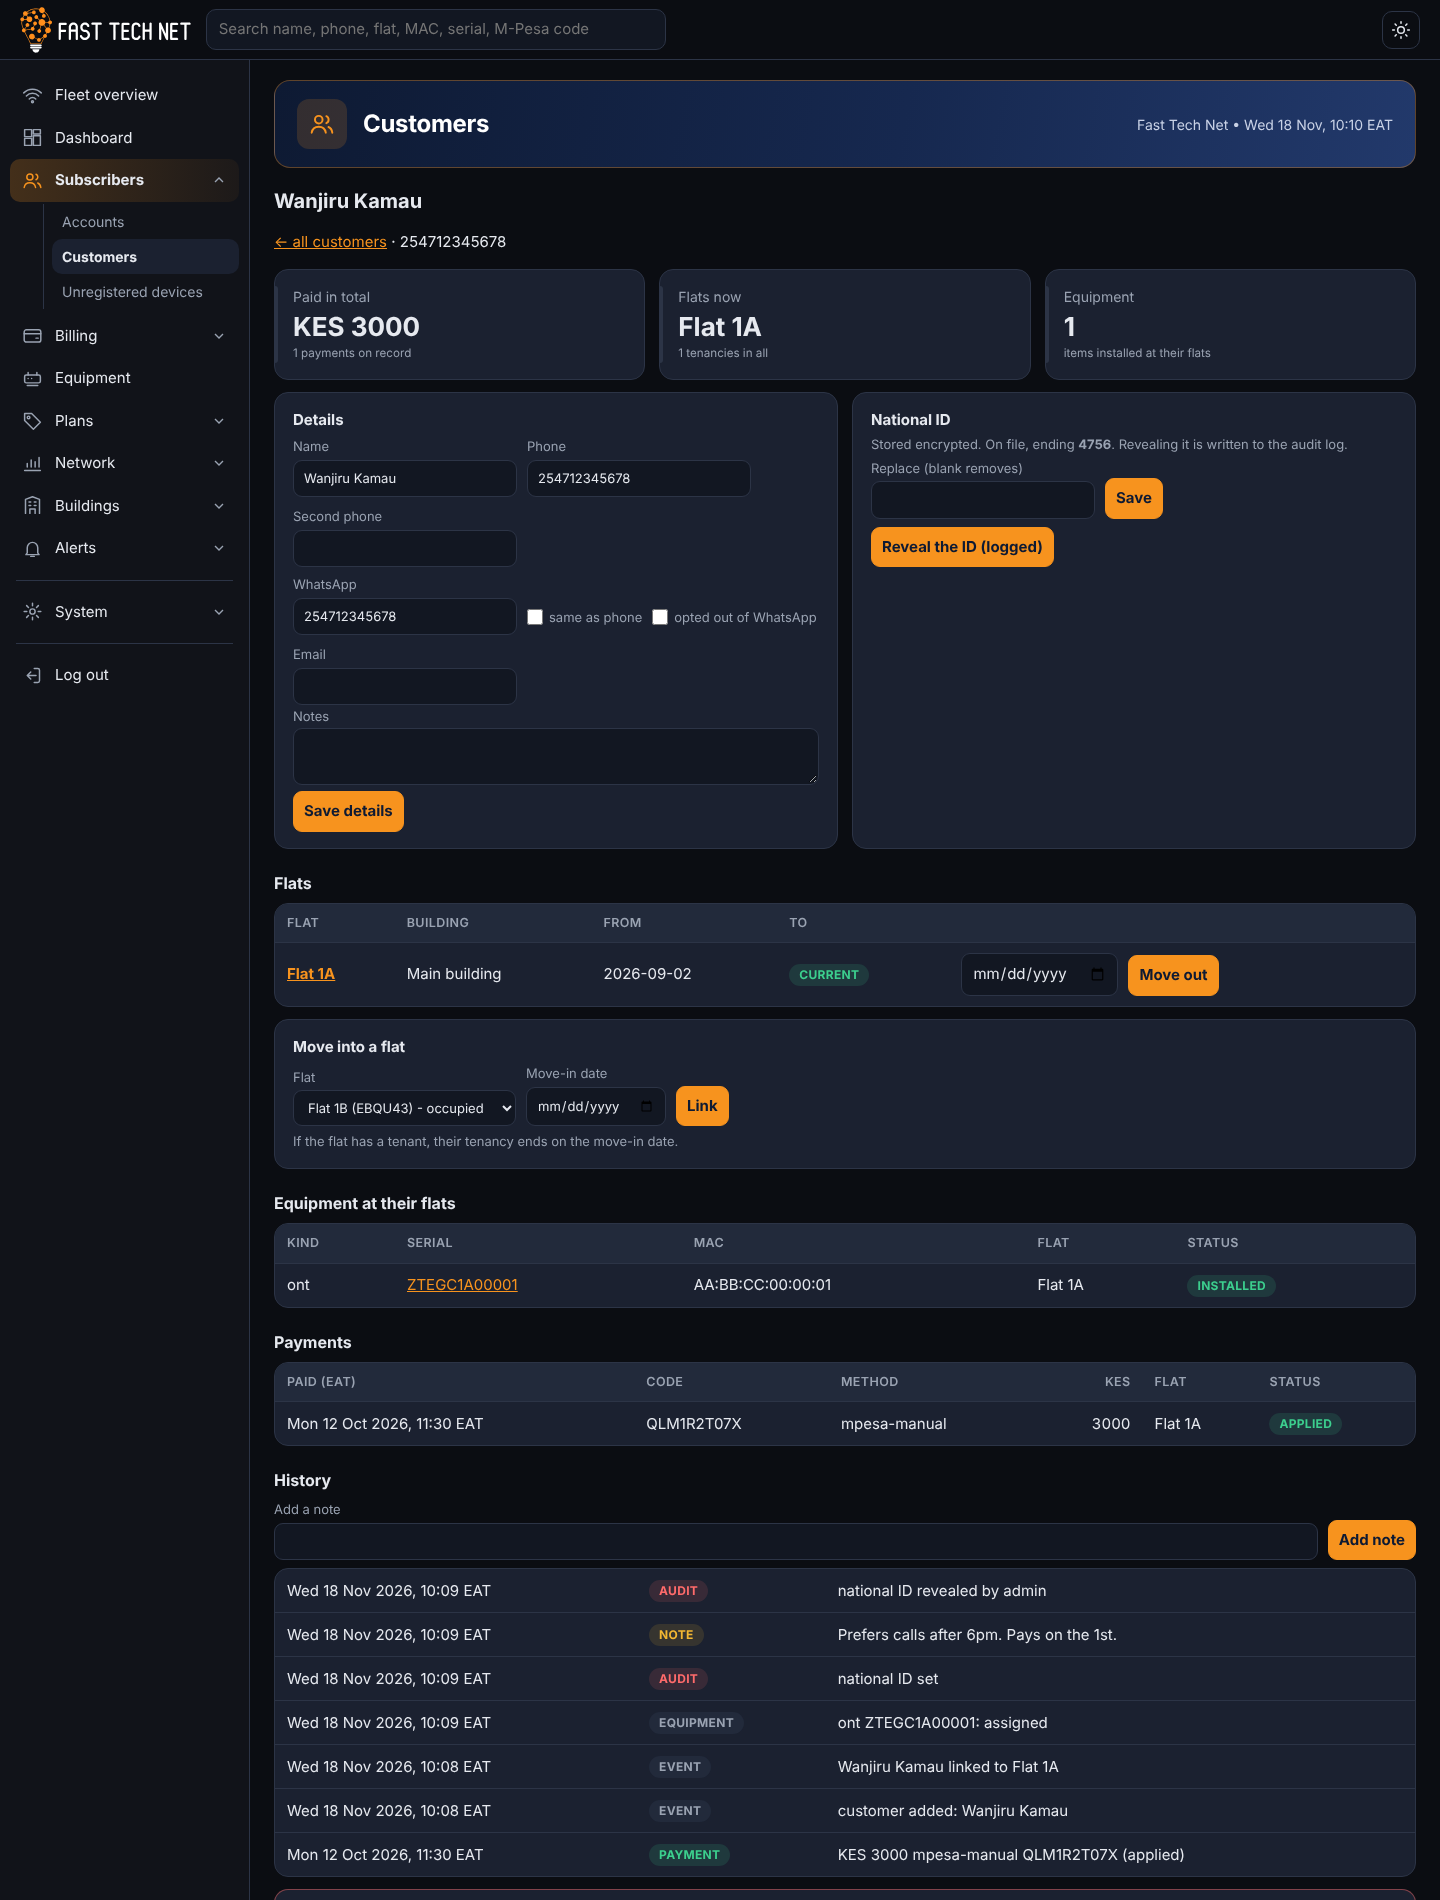 FAST TECH NET
Search name, phone, flat, MAC, serial, M-Pesa code
Fleet overview
Dashboard
Subscribers
Accounts
Customers
Unregistered devices
Billing
Equipment
Plans
Network
Buildings
Alerts
System
Log out
Customers
Fast Tech Net • Wed 18 Nov, 10:10 EAT
Wanjiru Kamau
← all customers · 254712345678
Paid in total
KES 3000
1 payments on record
Flats now
Flat 1A
1 tenancies in all
Equipment
1
items installed at their flats
Details
Name
Phone
Wanjiru Kamau
254712345678
Second phone
WhatsApp
254712345678
same as phone
opted out of WhatsApp
Email
Notes
Save details
National ID
Stored encrypted. On file, ending 4756. Revealing it is written to the audit log.
Replace (blank removes)
Save
Reveal the ID (logged)
Flats
FLAT BUILDING FROM TO
Flat 1A Main building 2026-09-02 CURRENT mm/dd/yyyy Move out
Move into a flat
Flat
Move-in date
Flat 1B (EBQU43) - occupied
mm/dd/yyyy
Link
If the flat has a tenant, their tenancy ends on the move-in date.
Equipment at their flats
KIND SERIAL MAC FLAT STATUS
ont ZTEGC1A00001 AA:BB:CC:00:00:01 Flat 1A INSTALLED
Payments
PAID (EAT) CODE METHOD KES FLAT STATUS
Mon 12 Oct 2026, 11:30 EAT QLM1R2T07X mpesa-manual 3000 Flat 1A APPLIED
History
Add a note
Add note
Wed 18 Nov 2026, 10:09 EAT AUDIT national ID revealed by admin
Wed 18 Nov 2026, 10:09 EAT NOTE Prefers calls after 6pm. Pays on the 1st.
Wed 18 Nov 2026, 10:09 EAT AUDIT national ID set
Wed 18 Nov 2026, 10:09 EAT EQUIPMENT ont ZTEGC1A00001: assigned
Wed 18 Nov 2026, 10:08 EAT EVENT Wanjiru Kamau linked to Flat 1A
Wed 18 Nov 2026, 10:08 EAT EVENT customer added: Wanjiru Kamau
Mon 12 Oct 2026, 11:30 EAT PAYMENT KES 3000 mpesa-manual QLM1R2T07X (applied)